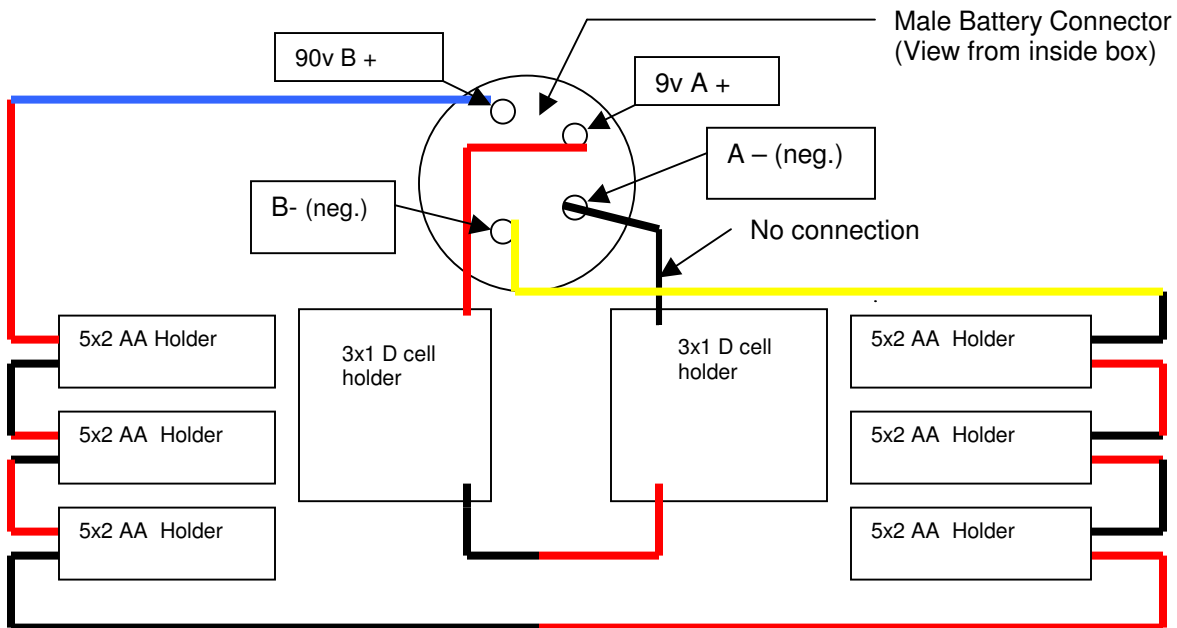 Male Battery Connector
(View from inside box)
90v B +
9v A +
A – (neg.)
B- (neg.)
No connection
5x2 AA Holder
3x1 D cell
holder
3x1 D cell
holder
5x2 AA  Holder
5x2 AA  Holder
5x2 AA  Holder
5x2 AA  Holder
5x2 AA  Holder